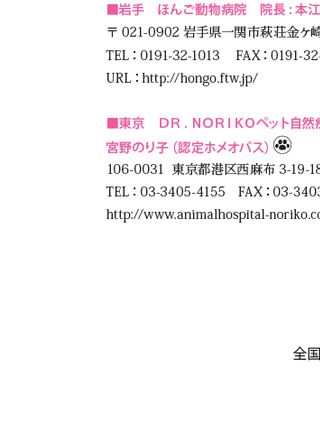 ■岩手　ほんご動物病院　院長：本江
〒 021-0902 岩手県一関市萩荘金ヶ崎
TEL：0191-32-1013　FAX：0191-32-
URL：http://hongo.ftw.jp/
■東京　ＤＲ．ＮＯＲＩＫＯペット自然療
宮野のり子（認定ホメオパス）
106-0031 東京都港区西麻布 3-19-18
TEL：03-3405-4155　FAX：03-3403
http://www.animalhospital-noriko.co
全国